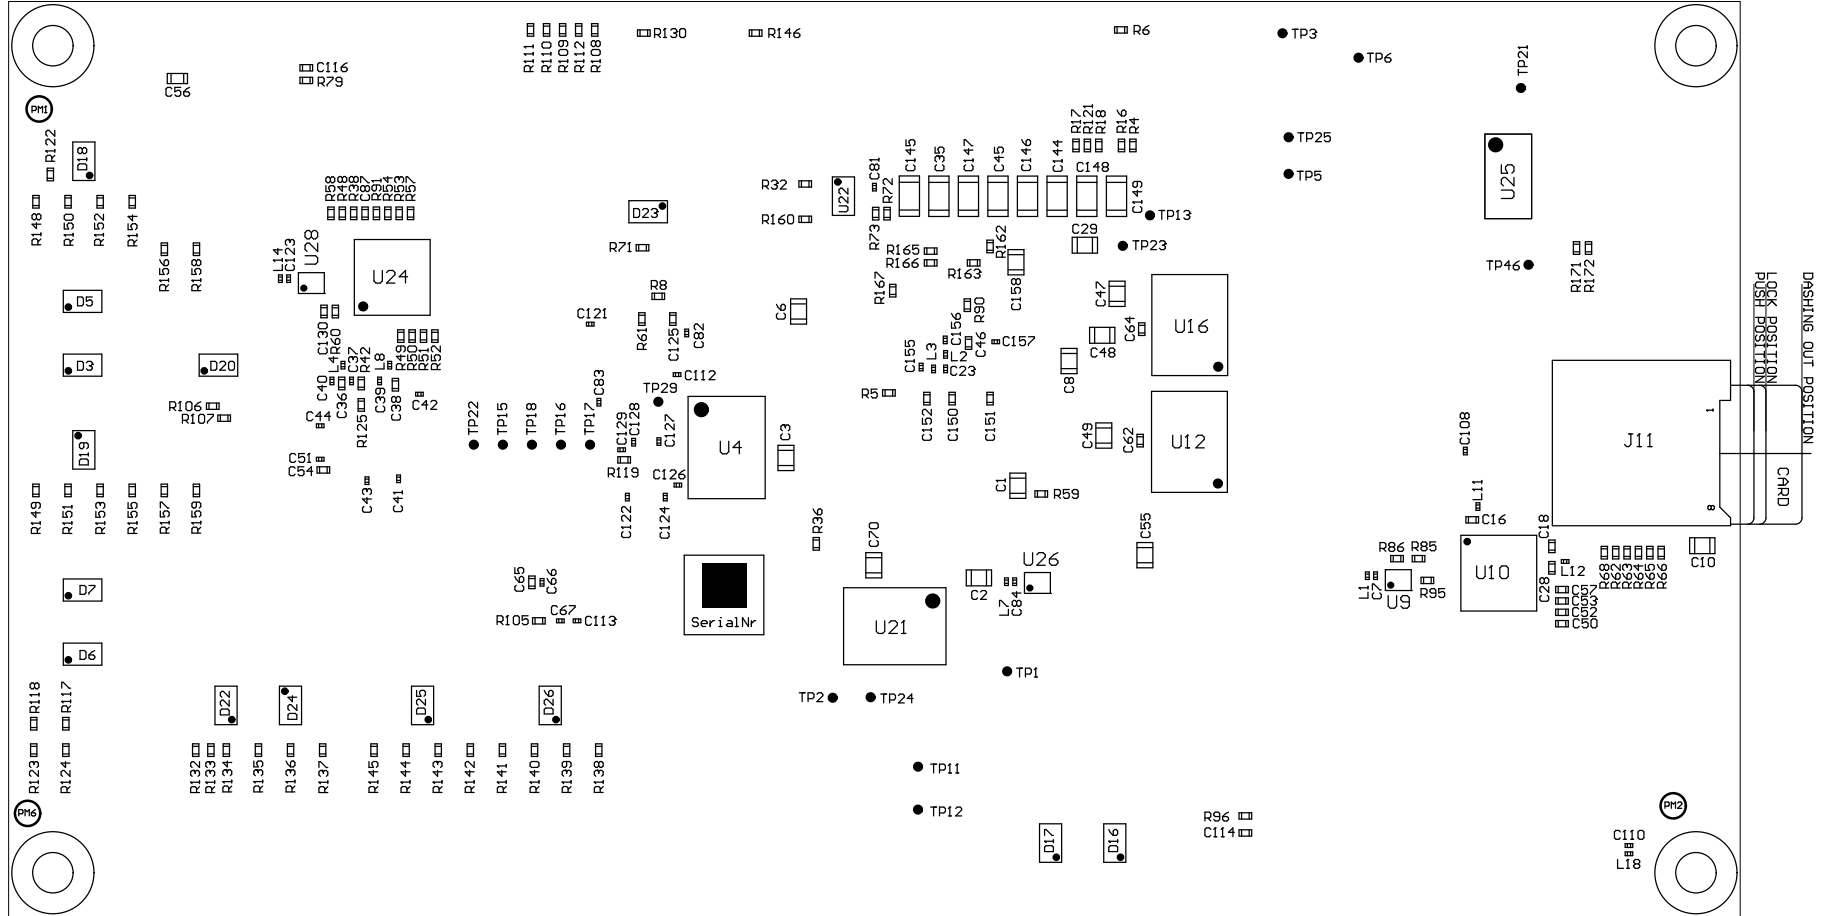 R111
R110
R109
R112
R108
R130
R146
R6
TP3
TP6
TP21
C116
R79
C56
PM1
R122
D18
R17
R121
R18
R16
R4
TP25
TP5
U25
R148
R150
R152
R154
R58
R48
R38
C87
R91
R54
R53
R57
D23
R71
R32
R160
U22
C81
R72
R73
C145
C35
C147
C45
C146
C144
C148
C149
TP13
TP23
C29
R165
R166
R162
R163
C158
R167
TP46
R171
R172
R156
R158
L14
C123
U28
U24
DASHING OUT POSITION
LOCK POSITION
PUSH POSITION
D5
C130
R60
R49
R50
R51
R52
C121
R8
R61
C125
C82
C6
R90
C156
C46
C157
C47
C64
C48
U16
D3
D20
C40
L4
C36
C37
R42
L8
C39
C38
C42
C112
C155
L3
L2
C23
C8
R106
R107
C44
R125
C83
TP29
R5
C152
C150
C151
TP22
TP15
TP18
TP16
TP17
C129
C128
C127
U4
C3
C49
C62
U12
C108
J11
1
8
CARD
D19
C51
C54
C43
C41
R119
C126
C122
C124
C1
R59
L11
C16
R149
R151
R153
R155
R157
R159
R36
C70
C2
L7
C84
U26
C55
R86
R85
L1
C7
U9
R95
U10
C18
L12
C28
C57
C53
C52
C50
R68
R62
R63
R64
R65
R66
C10
D7
C65
C66
R105
C67
C113
SerialNr
U21
D6
TP1
TP2
TP24
R118
R117
D22
D24
D25
D26
R123
R124
R132
R133
R134
R135
R136
R137
R145
R144
R143
R142
R141
R140
R139
R138
TP11
TP12
PM6
PM2
D17
D16
R96
C114
C110
L18